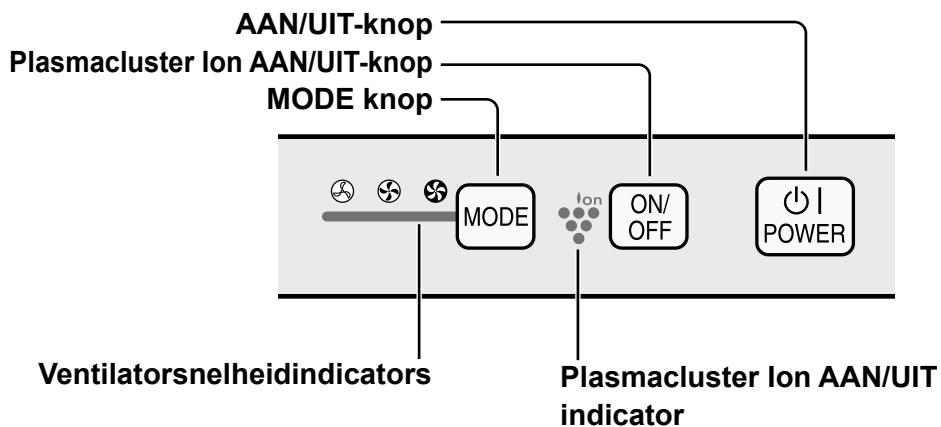 AAN/UIT-knop
Plasmacluster Ion AAN/UIT-knop
MODE knop
MODE
Ion
ON/
OFF
POWER
Ventilatorsnelheidindicators
Plasmacluster Ion AAN/UIT
indicator